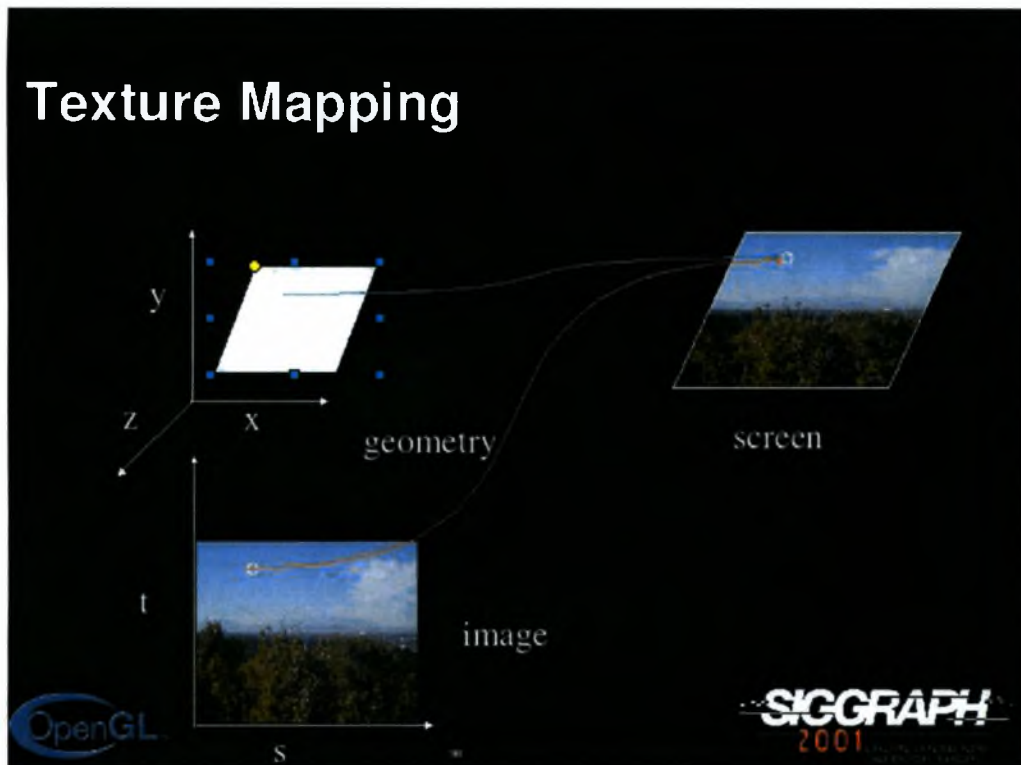 Texture Mapping
y
z
x
geometry
screen
t
image
s
OpenGL
SIGGRAPH
2001